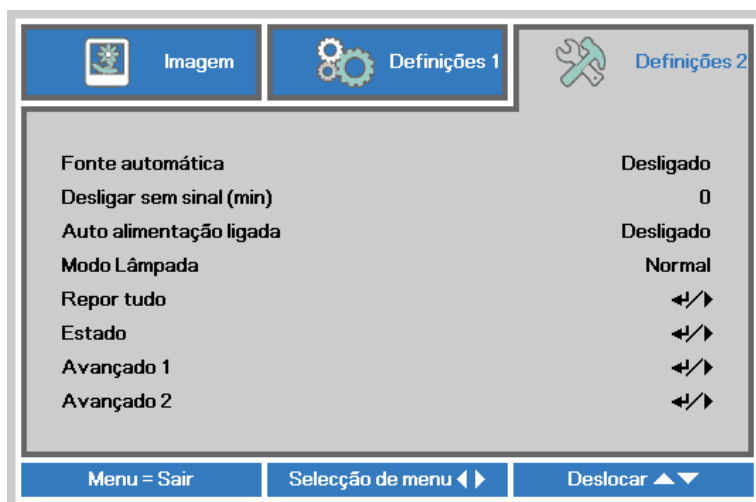 Imagem
Definições 1
Definições 2
Fonte automática Desligado
Desligar sem sinal (min) 0
Auto alimentação ligada Desligado
Modo Lâmpada Normal
Repor tudo
Estado
Avançado 1
Avançado 2
Menu = Sair
Selecção de menu
Deslocar